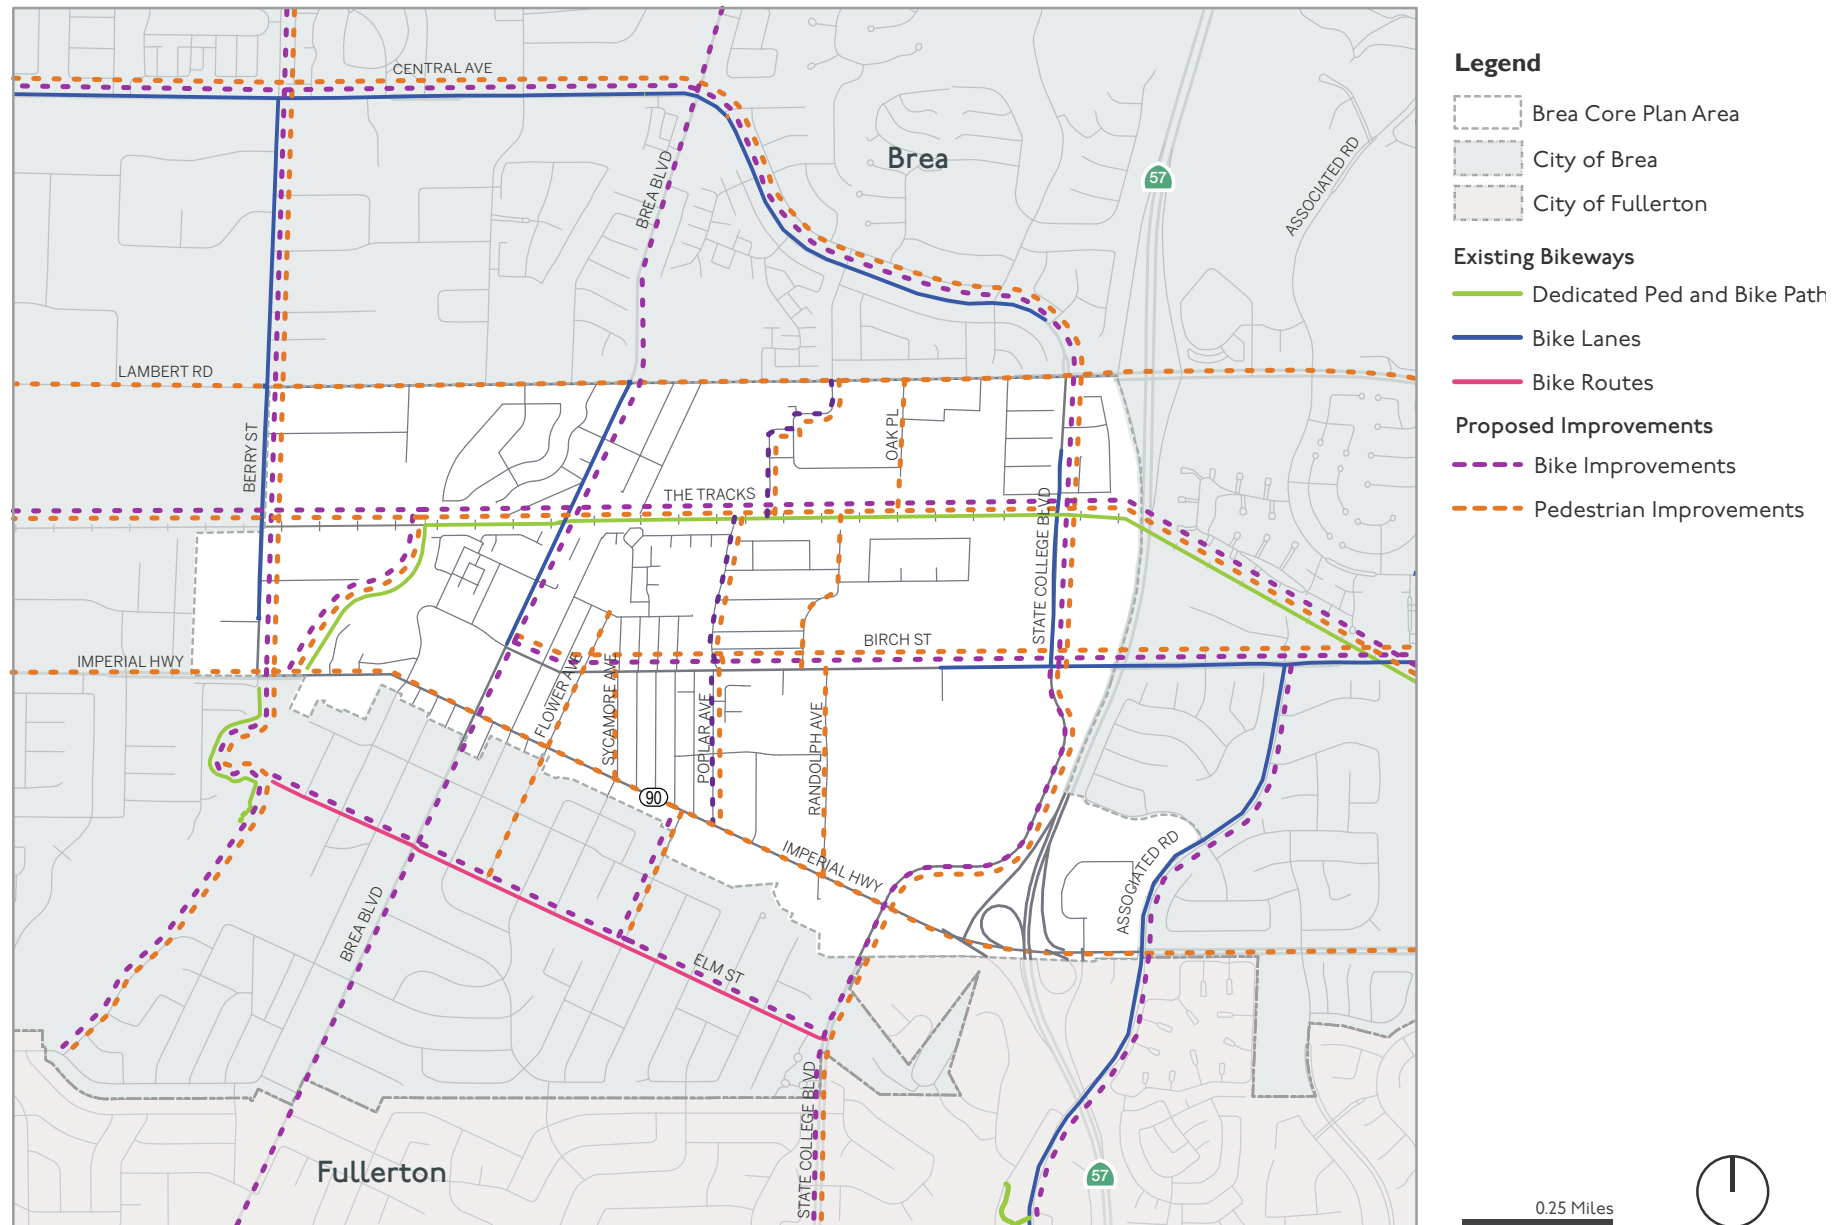 CENTRAL AVE
BREA BLVD
Brea
57
ASSOCIATED RD
LAMBERT RD
BERRY ST
OAK PL
THE TRACKS
STATE COLLEGE BLVD
BIRCH ST
IMPERIAL HWY
FLOWER AVE
SYCAMORE AVE
POPLAR AVE
RANDOLPH AVE
90
IMPERIAL HWY
ASSOCIATED RD
BREA BLVD
ELM ST
STATE COLLEGE BLVD
Fullerton
57
Legend
Brea Core Plan Area
City of Brea
City of Fullerton
Existing Bikeways
Dedicated Ped and Bike Path
Bike Lanes
Bike Routes
Proposed Improvements
Bike Improvements
Pedestrian Improvements
0.25 Miles